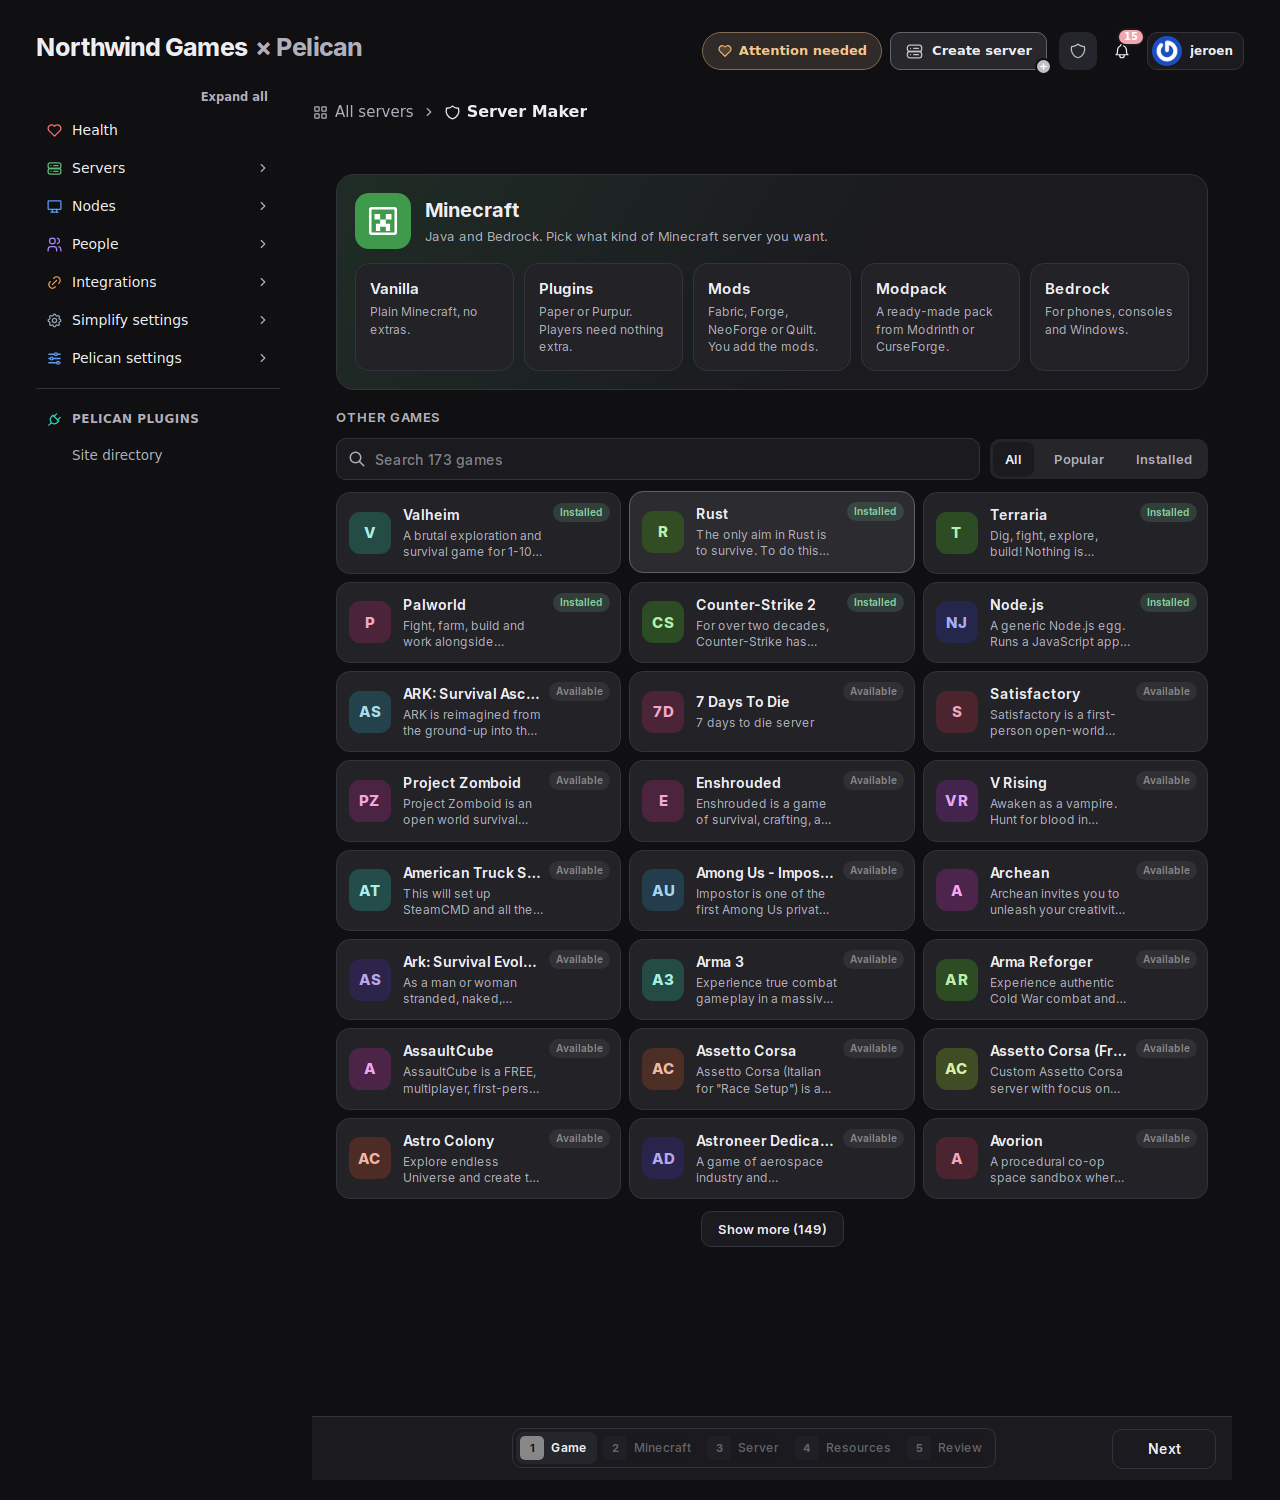 Northwind Games × Pelican
Attention needed
Create server
15
jeroen
Expand all
Health
Servers
Nodes
People
Integrations
Simplify settings
Pelican settings
PELICAN PLUGINS
Site directory
All servers
Server Maker
Minecraft
Java and Bedrock. Pick what kind of Minecraft server you want.
Vanilla
Plain Minecraft, no
extras.
Plugins
Paper or Purpur.
Players need nothing
extra.
Mods
Fabric, Forge,
NeoForge or Quilt.
You add the mods.
Modpack
A ready-made pack
from Modrinth or
CurseForge.
Bedrock
For phones, consoles
and Windows.
OTHER GAMES
Search 173 games
All
Popular
Installed
V
Valheim
Installed
A brutal exploration and
survival game for 1-10...
R
Rust
Installed
The only aim in Rust is
to survive. To do this...
T
Terraria
Installed
Dig, fight, explore,
build! Nothing is...
P
Palworld
Installed
Fight, farm, build and
work alongside...
CS
Counter-Strike 2
Installed
For over two decades,
Counter-Strike has...
NJ
Node.js
Installed
A generic Node.js egg.
Runs a JavaScript app...
AS
ARK: Survival Asc...
Available
ARK is reimagined from
the ground-up into th...
7D
7 Days To Die
Available
7 days to die server
S
Satisfactory
Available
Satisfactory is a first-
person open-world...
PZ
Project Zomboid
Available
Project Zomboid is an
open world survival...
E
Enshrouded
Available
Enshrouded is a game
of survival, crafting, a...
VR
V Rising
Available
Awaken as a vampire.
Hunt for blood in...
AT
American Truck S...
Available
This will set up
SteamCMD and all the...
AU
Among Us - Impos...
Available
Impostor is one of the
first Among Us privat...
A
Archean
Available
Archean invites you to
unleash your creativit...
AS
Ark: Survival Evol...
Available
As a man or woman
stranded, naked,...
A3
Arma 3
Available
Experience true combat
gameplay in a massiv...
AR
Arma Reforger
Available
Experience authentic
Cold War combat and...
A
AssaultCube
Available
AssaultCube is a FREE,
multiplayer, first-pers...
AC
Assetto Corsa
Available
Assetto Corsa (Italian
for "Race Setup") is a...
AC
Assetto Corsa (Fr...
Available
Custom Assetto Corsa
server with focus on...
AC
Astro Colony
Available
Explore endless
Universe and create t...
AD
Astroneer Dedica...
Available
A game of aerospace
industry and...
A
Avorion
Available
A procedural co-op
space sandbox wher...
Show more (149)
1 Game
2 Minecraft
3 Server
4 Resources
5 Review
Next